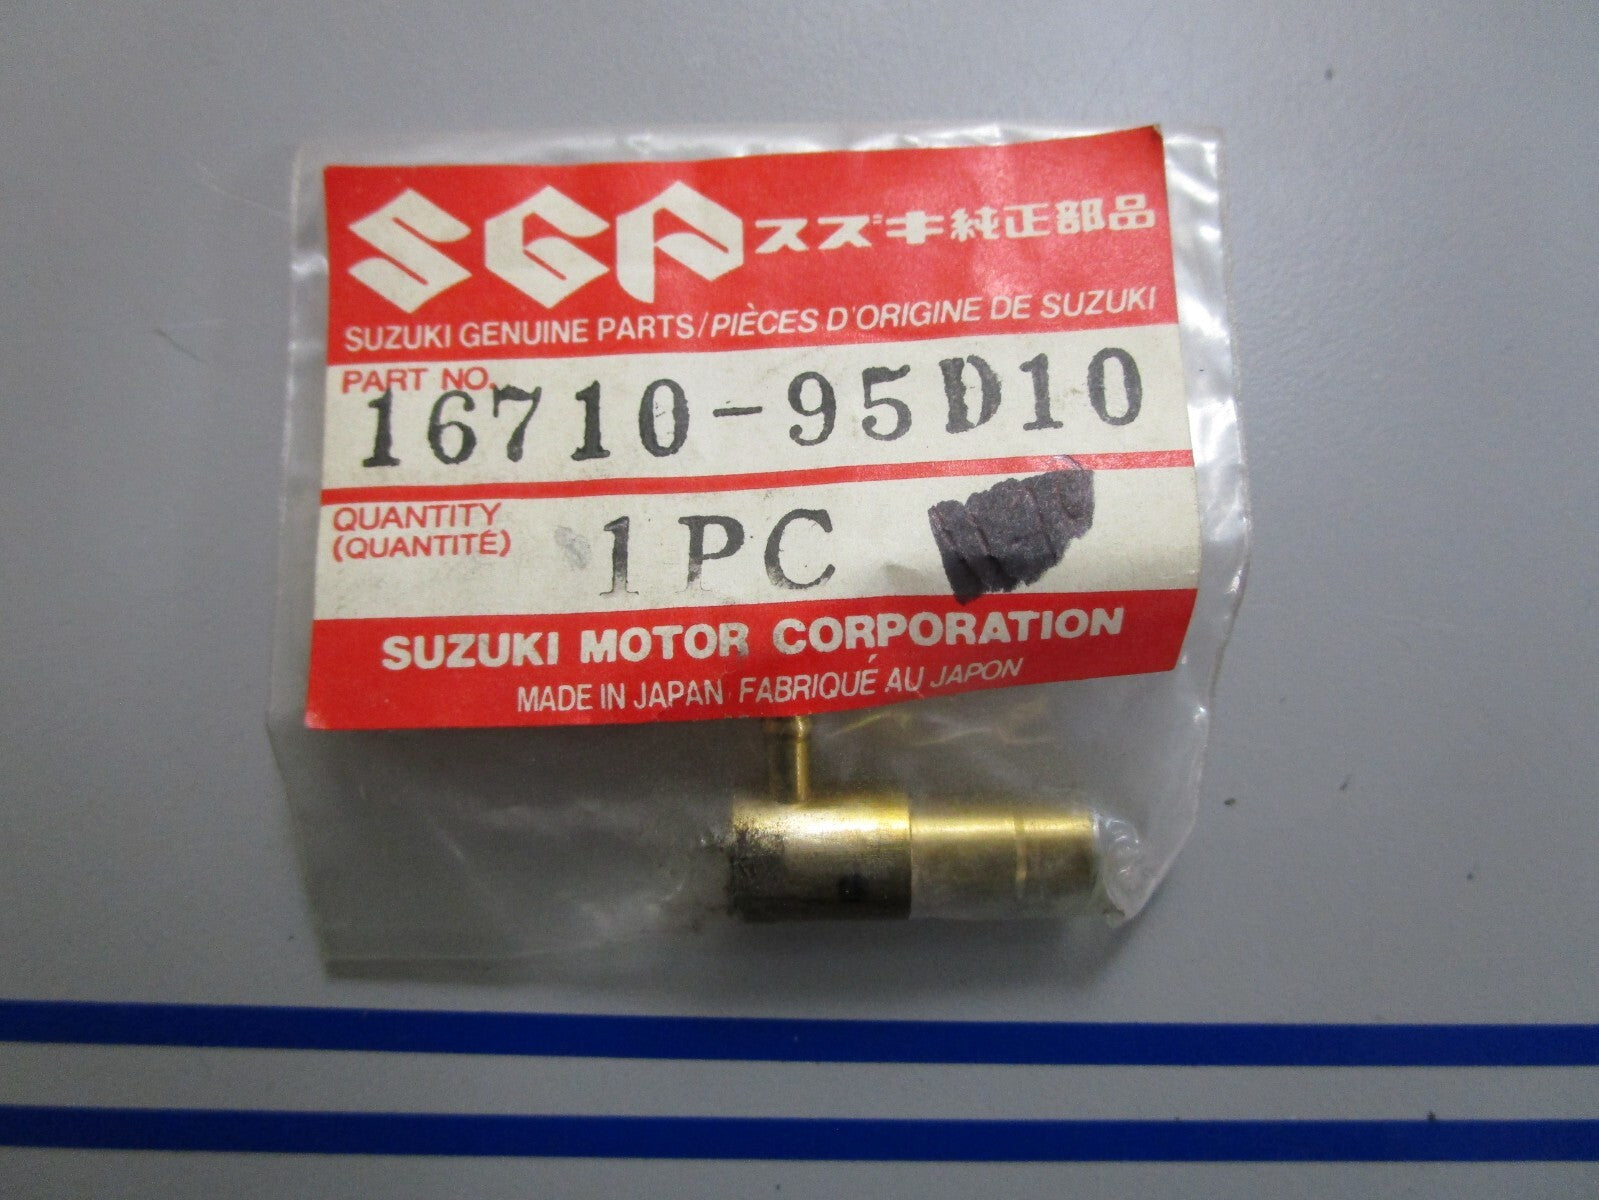 SGP スズキ純正部品
SUZUKI GENUINE PARTS/PIÈCES D'ORIGINE DE SUZUKI
PART NO.
16710-95D10
QUANTITY
(QUANTITÉ)
1PC
SUZUKI MOTOR CORPORATION
MADE IN JAPAN FABRIQUÉ AU JAPON